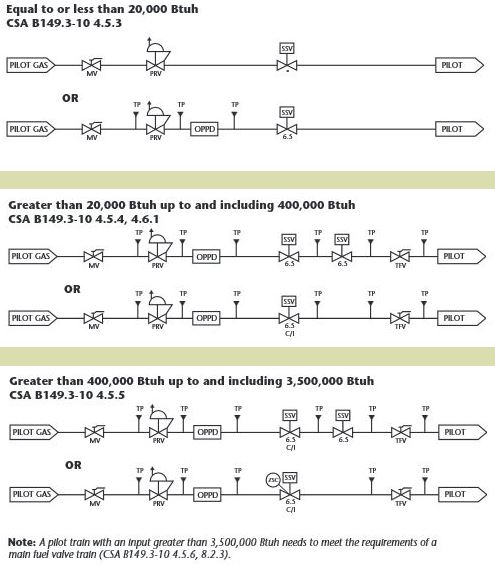 Equal to or less than 20,000 Btuh
CSA B149.3-10 4.5.3
PILOT GAS MV PRV SSV * PILOT
OR
TP TP TP
PILOT GAS MV PRV OPPD SSV 6.5 PILOT
Greater than 20,000 Btuh up to and including 400,000 Btuh
CSA B149.3-10 4.5.4, 4.6.1
TP TP TP TP TP TP
PILOT GAS MV PRV OPPD SSV 6.5 SSV 6.5 TFV PILOT
OR
TP TP TP TP TP TP
PILOT GAS MV PRV OPPD SSV 6.5 C/I TFV PILOT
Greater than 400,000 Btuh up to and including 3,500,000 Btuh
CSA B149.3-10 4.5.5
TP TP TP TP TP TP
PILOT GAS MV PRV OPPD SSV 6.5 C/I SSV 6.5 TFV PILOT
OR
TP TP TP TP TP
PILOT GAS MV PRV OPPD ZSC SSV 6.5 C/I TFV PILOT
Note: A pilot train with an input greater than 3,500,000 Btuh needs to meet the requirements of a
main fuel valve train (CSA B149.3-10 4.5.6, 8.2.3).